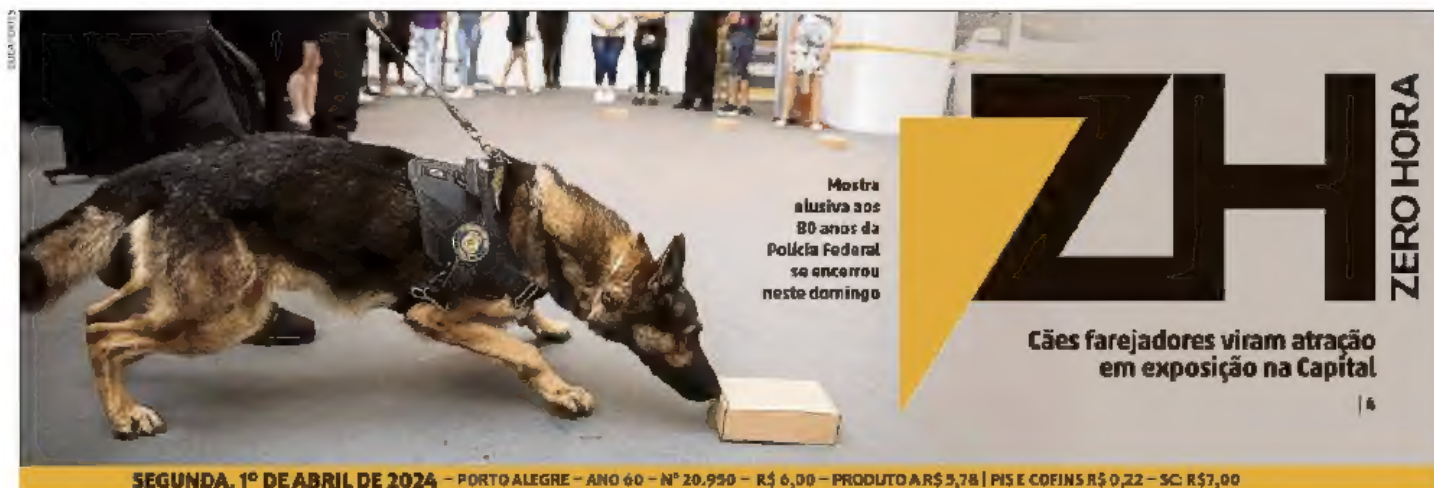 Mostra
alusiva aos
80 anos da
Polícia Federal
se encerrou
neste domingo
ZH
ZERO HORA
Cães farejadores viram atração
em exposição na Capital
SEGUNDA, 1º DE ABRIL DE 2024 – PORTO ALEGRE – ANO 60 – Nº 20.950 – R$ 6,00 – PRODUTO A R$ 5,78 | PIS E COFINS R$ 0,22 – SC: R$7,00